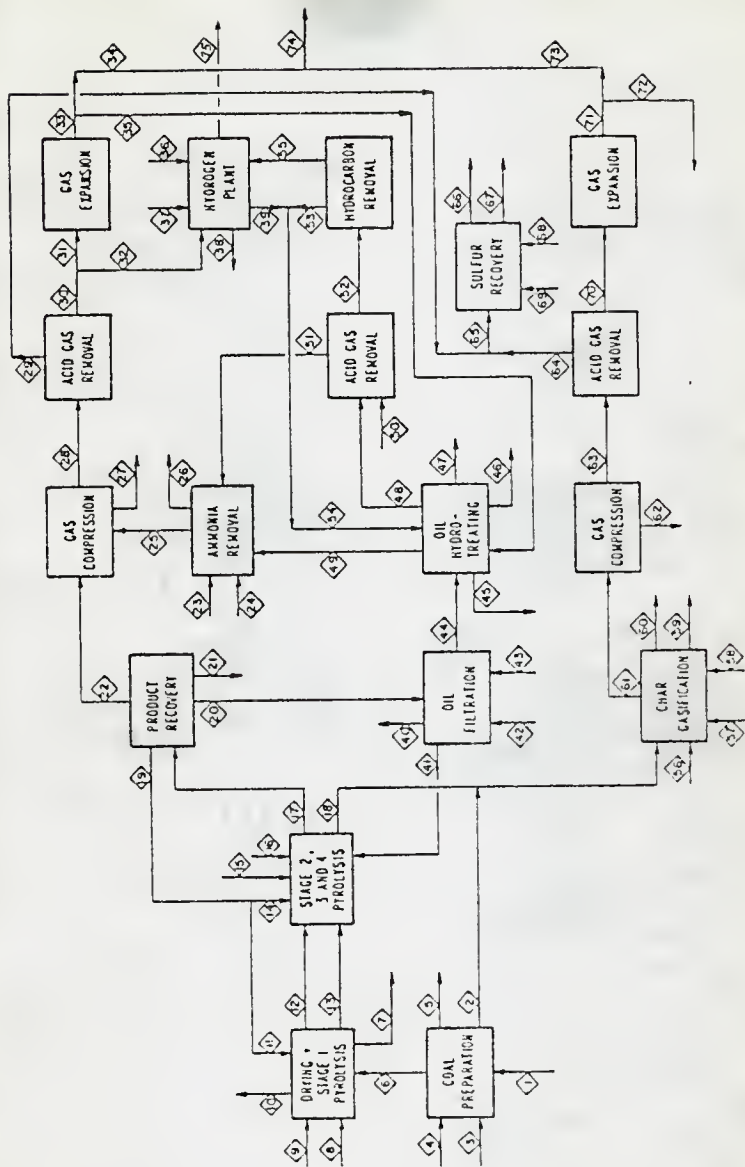 34
74
73
75
33
35
71
72
GAS
EXPANSION
36
HYDROGEN
PLANT
37
55
HYDROCARBON
REMOVAL
66
67
GAS
EXPANSION
31
32
39
53
38
SULFUR
RECOVERY
68
69
30
52
65
70
29
ACID GAS
REMOVAL
51
ACID GAS
REMOVAL
50
64
ACID GAS
REMOVAL
28
27
26
54
48
47
46
63
62
GAS
COMPRESSION
25
AMMONIA
REMOVAL
49
OIL
HYDRO-
TREATING
GAS
COMPRESSION
23
24
44
45
60
59
22
PRODUCT
RECOVERY
21
20
40
OIL
FILTRATION
43
42
61
CHAR
GASIFICATION
58
57
56
19
17
18
41
16
15
14
STAGE 2,
3 AND 4
PYROLYSIS
11
12
13
7
5
2
10
DRYING +
STAGE 1
PYROLYSIS
6
COAL
PREPARATION
1
9
8
4
3